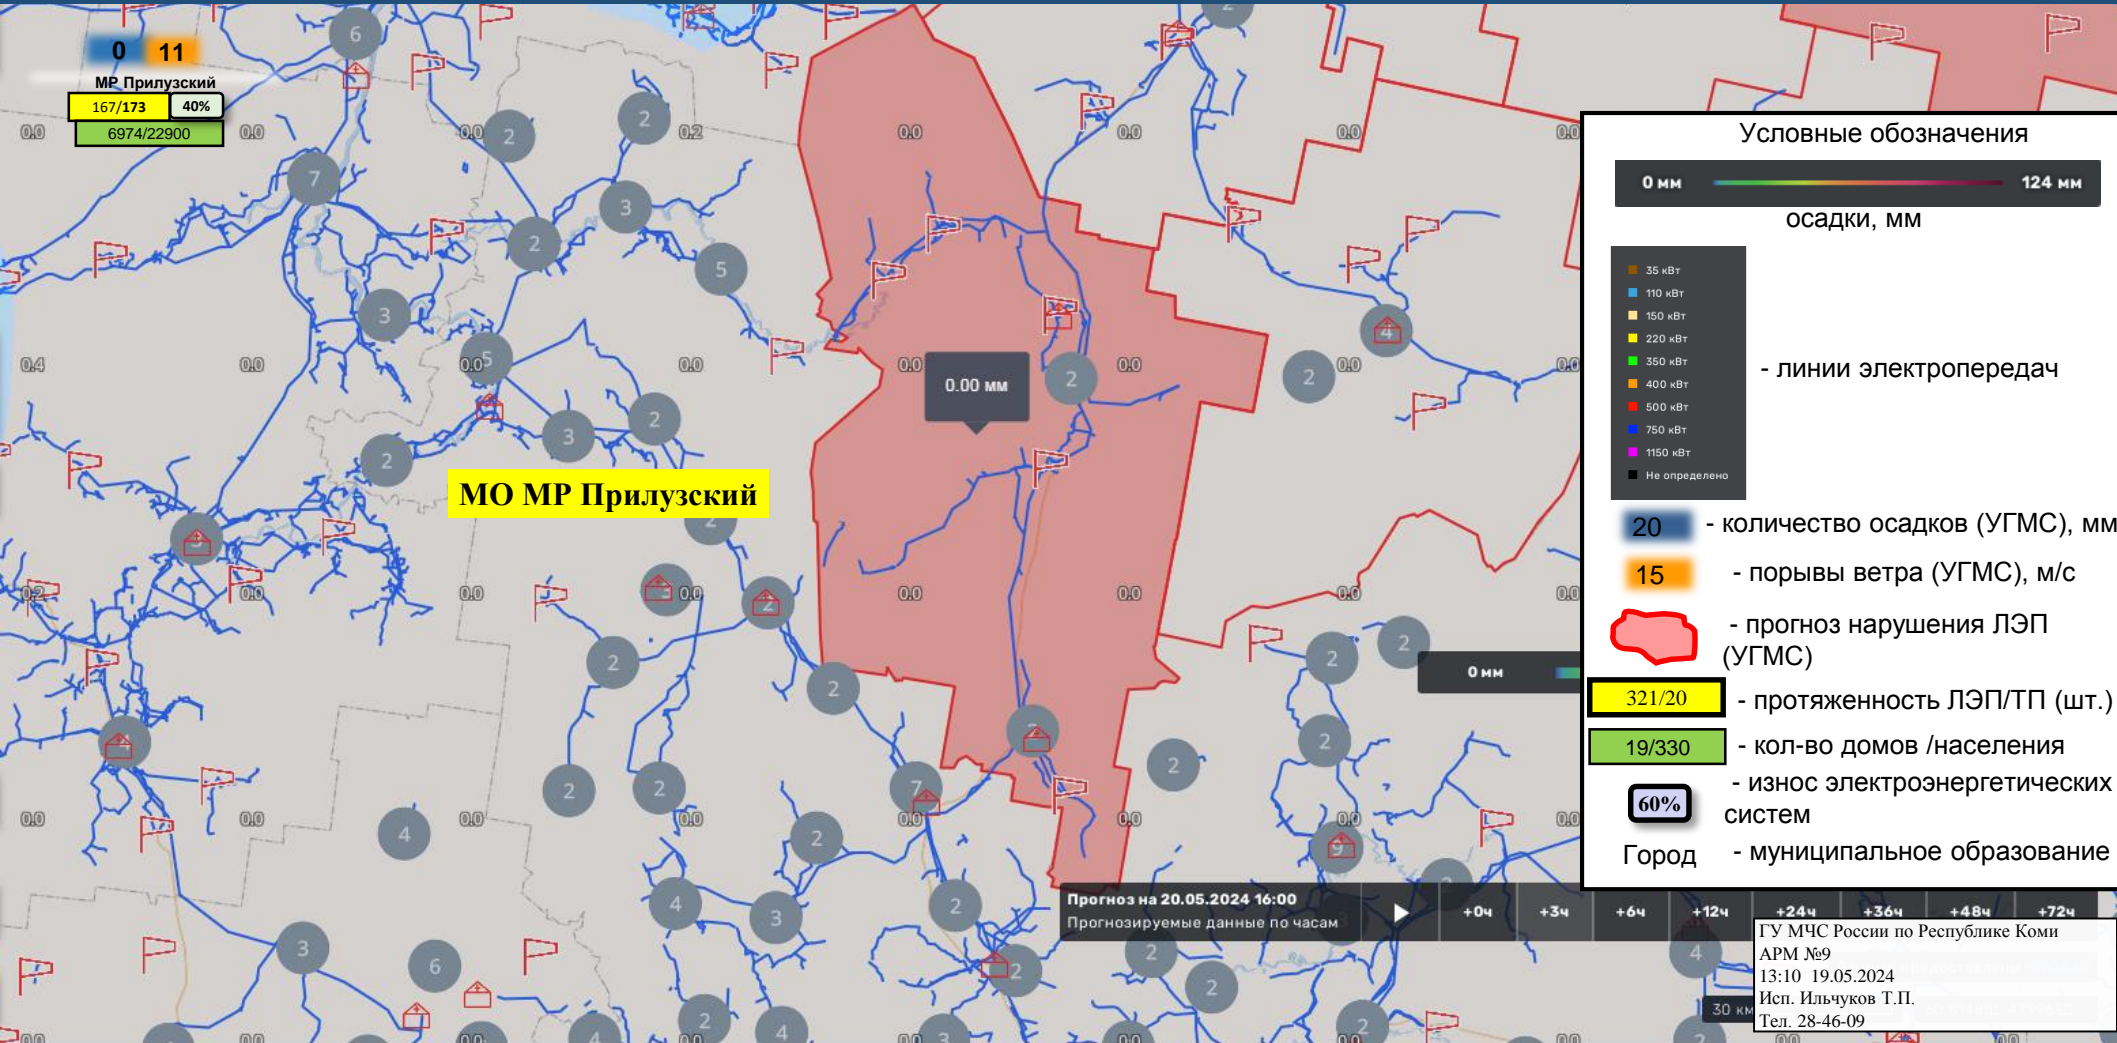 0 11
МР Прилузский
167/173 40%
6974/22900
МО МР Прилузский
0.00 мм
Условные обозначения
0 мм 124 мм
осадки, мм
35 кВт
110 кВт
150 кВт
220 кВт
350 кВт
400 кВт
500 кВт
750 кВт
1150 кВт
Не определено
- линии электропередач
20 - количество осадков (УГМС), мм
15 - порывы ветра (УГМС), м/с
- прогноз нарушения ЛЭП
(УГМС)
321/20 - протяженность ЛЭП/ТП (шт.)
19/330 - кол-во домов /населения
60% - износ электроэнергетических
систем
Город - муниципальное образование
0 мм
Прогноз на 20.05.2024 16:00
Прогнозируемые данные по часам
+0ч +3ч +6ч +12ч +24ч +36ч +48ч +72ч
30 км
ГУ МЧС России по Республике Коми
АРМ №9
13:10 19.05.2024
Исп. Ильчуков Т.П.
Тел. 28-46-09